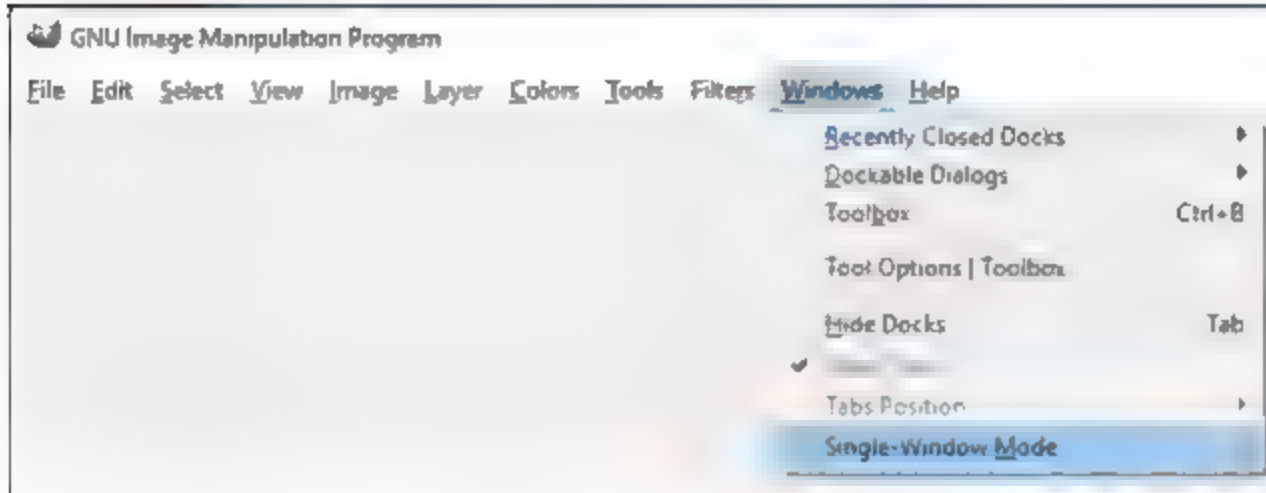 GNU Image Manipulation Program
File Edit Select View Image Layer Colors Tools Filters Windows Help
Recently Closed Docks
Dockable Dialogs
Toolbox Ctrl+B
Tool Options | Toolbox
Hide Docks Tab
Tabs Position
Single-Window Mode